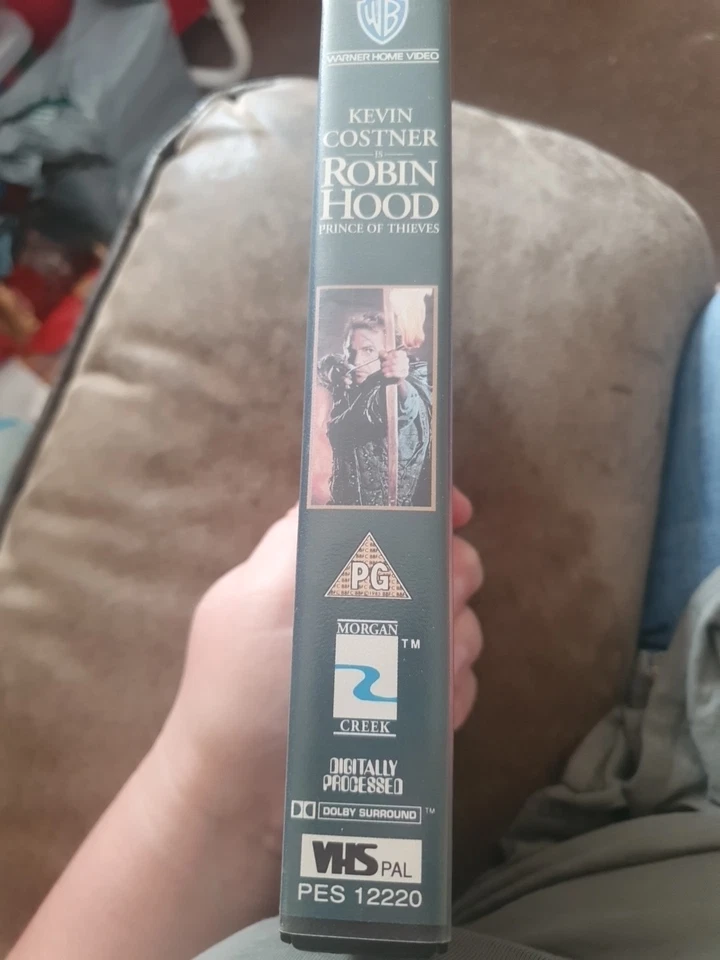 WB
WARNER HOME VIDEO
KEVIN
COSTNER
IS
ROBIN
HOOD
PRINCE OF THIEVES
PG
MORGAN
TM
CREEK
DIGITALLY
PROCESSED
DOLBY SURROUND TM
VHS PAL
PES 12220